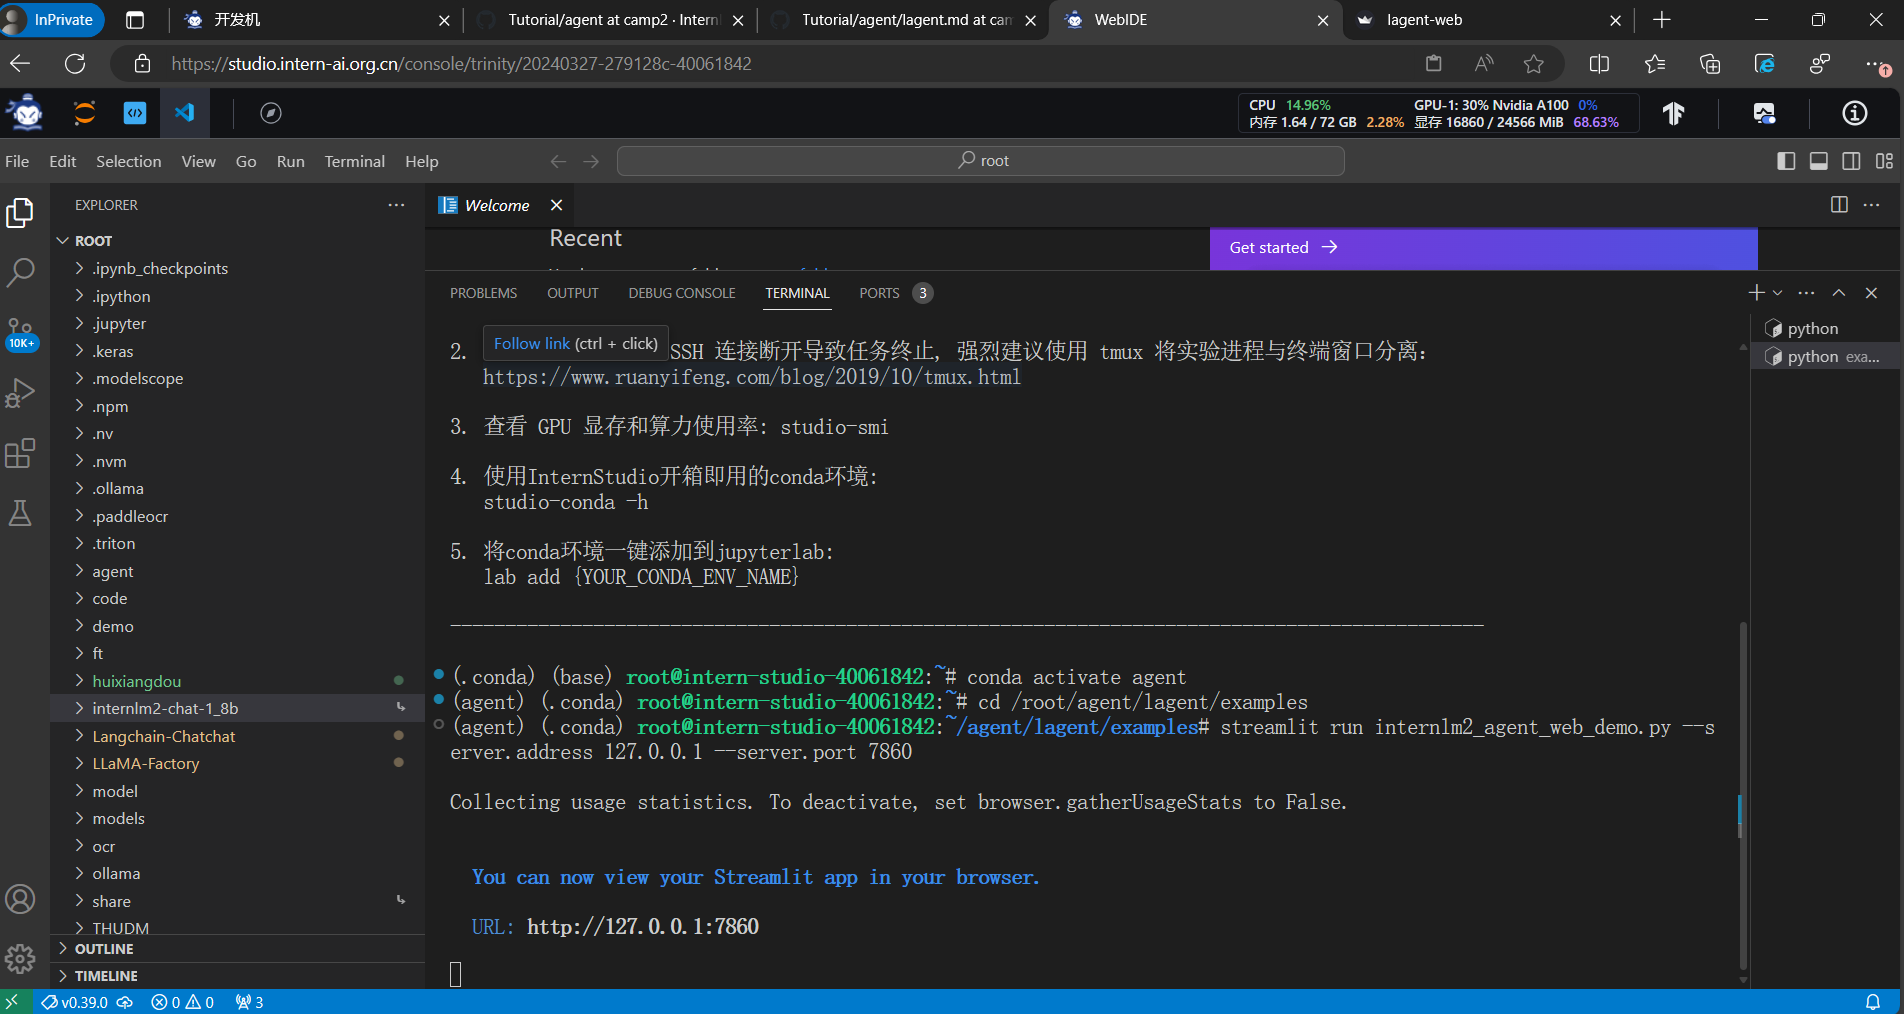 InPrivate
开发机
Tutorial/agent at camp2 · Intern
Tutorial/agent/lagent.md at cam
WebIDE
lagent-web
https://studio.intern-ai.org.cn/console/trinity/20240327-279128c-40061842
CPU 14.96% GPU-1: 30% Nvidia A100 0%
内存 1.64 / 72 GB 2.28% 显存 16860 / 24566 MiB 68.63%
File Edit Selection View Go Run Terminal Help
root
EXPLORER
Welcome
ROOT
Recent
Get started
.ipynb_checkpoints
.ipython
.jupyter
.keras
.modelscope
.npm
.nv
.nvm
.ollama
.paddleocr
.triton
agent
code
demo
ft
huixiangdou
internlm2-chat-1_8b
Langchain-Chatchat
LLaMA-Factory
model
models
ocr
ollama
share
THUDM
OUTLINE
TIMELINE
10K+
PROBLEMS OUTPUT DEBUG CONSOLE TERMINAL PORTS 3
python
python exa...
Follow link (ctrl + click)
2. SSH 连接断开导致任务终止, 强烈建议使用 tmux 将实验进程与终端窗口分离:
https://www.ruanyifeng.com/blog/2019/10/tmux.html
3. 查看 GPU 显存和算力使用率: studio-smi
4. 使用InternStudio开箱即用的conda环境:
studio-conda -h
5. 将conda环境一键添加到jupyterlab:
lab add {YOUR_CONDA_ENV_NAME}
(.conda) (base) root@intern-studio-40061842:~# conda activate agent
(agent) (.conda) root@intern-studio-40061842:~# cd /root/agent/lagent/examples
(agent) (.conda) root@intern-studio-40061842:~/agent/lagent/examples# streamlit run internlm2_agent_web_demo.py --s
erver.address 127.0.0.1 --server.port 7860
Collecting usage statistics. To deactivate, set browser.gatherUsageStats to False.
You can now view your Streamlit app in your browser.
URL: http://127.0.0.1:7860
v0.39.0 0 0 3